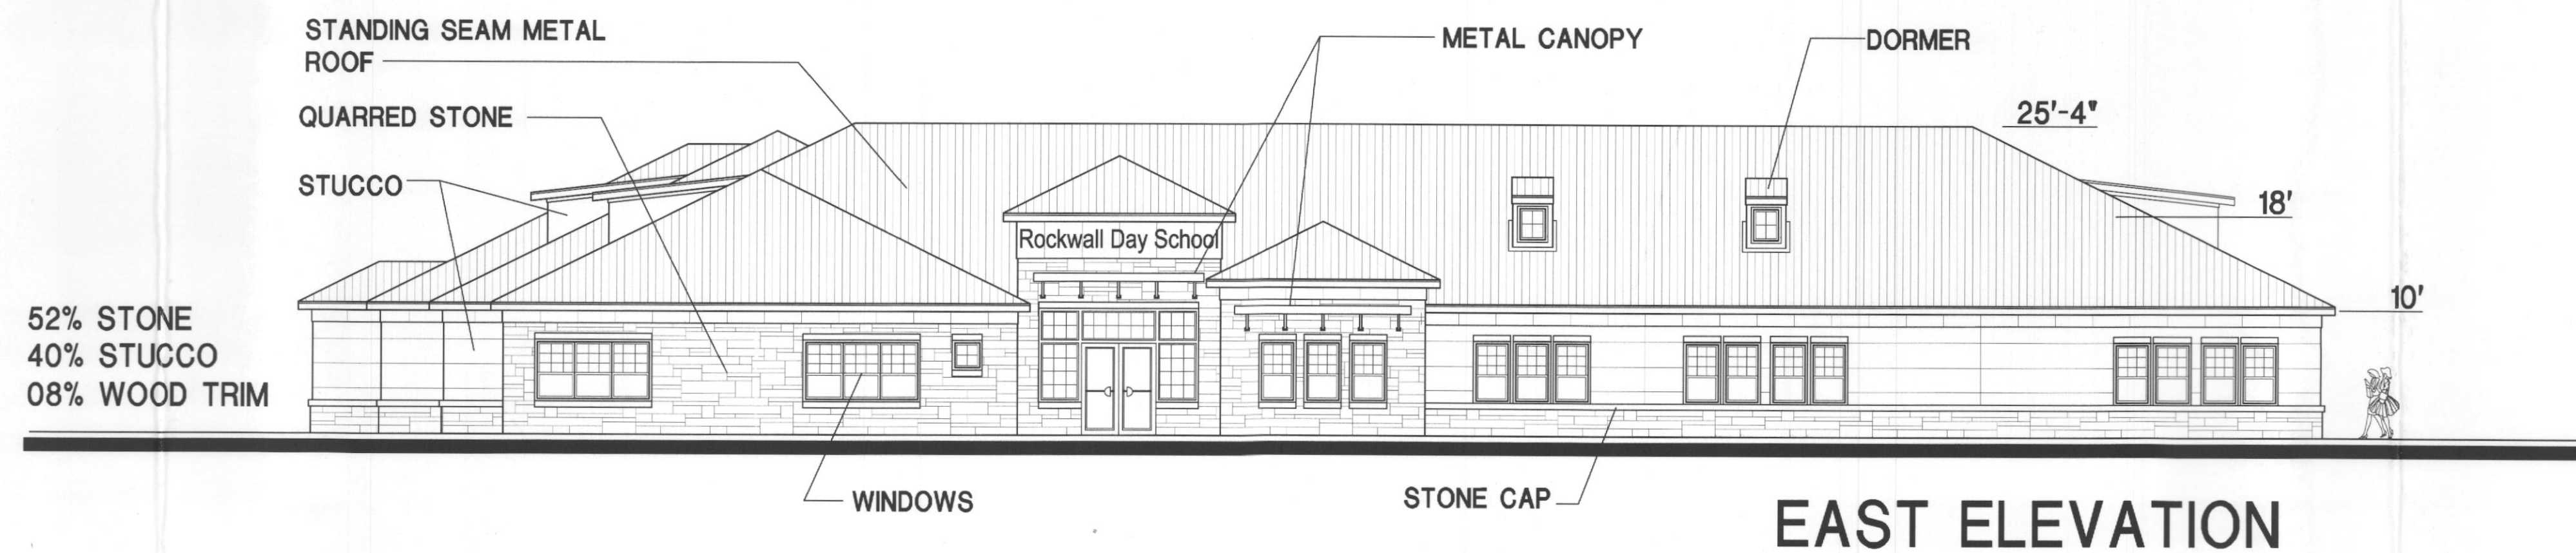 STANDING SEAM METAL
ROOF
METAL CANOPY
DORMER
QUARRED STONE
25'-4"
STUCCO
18'
Rockwall Day School
10'
52% STONE
40% STUCCO
08% WOOD TRIM
WINDOWS
STONE CAP
EAST ELEVATION